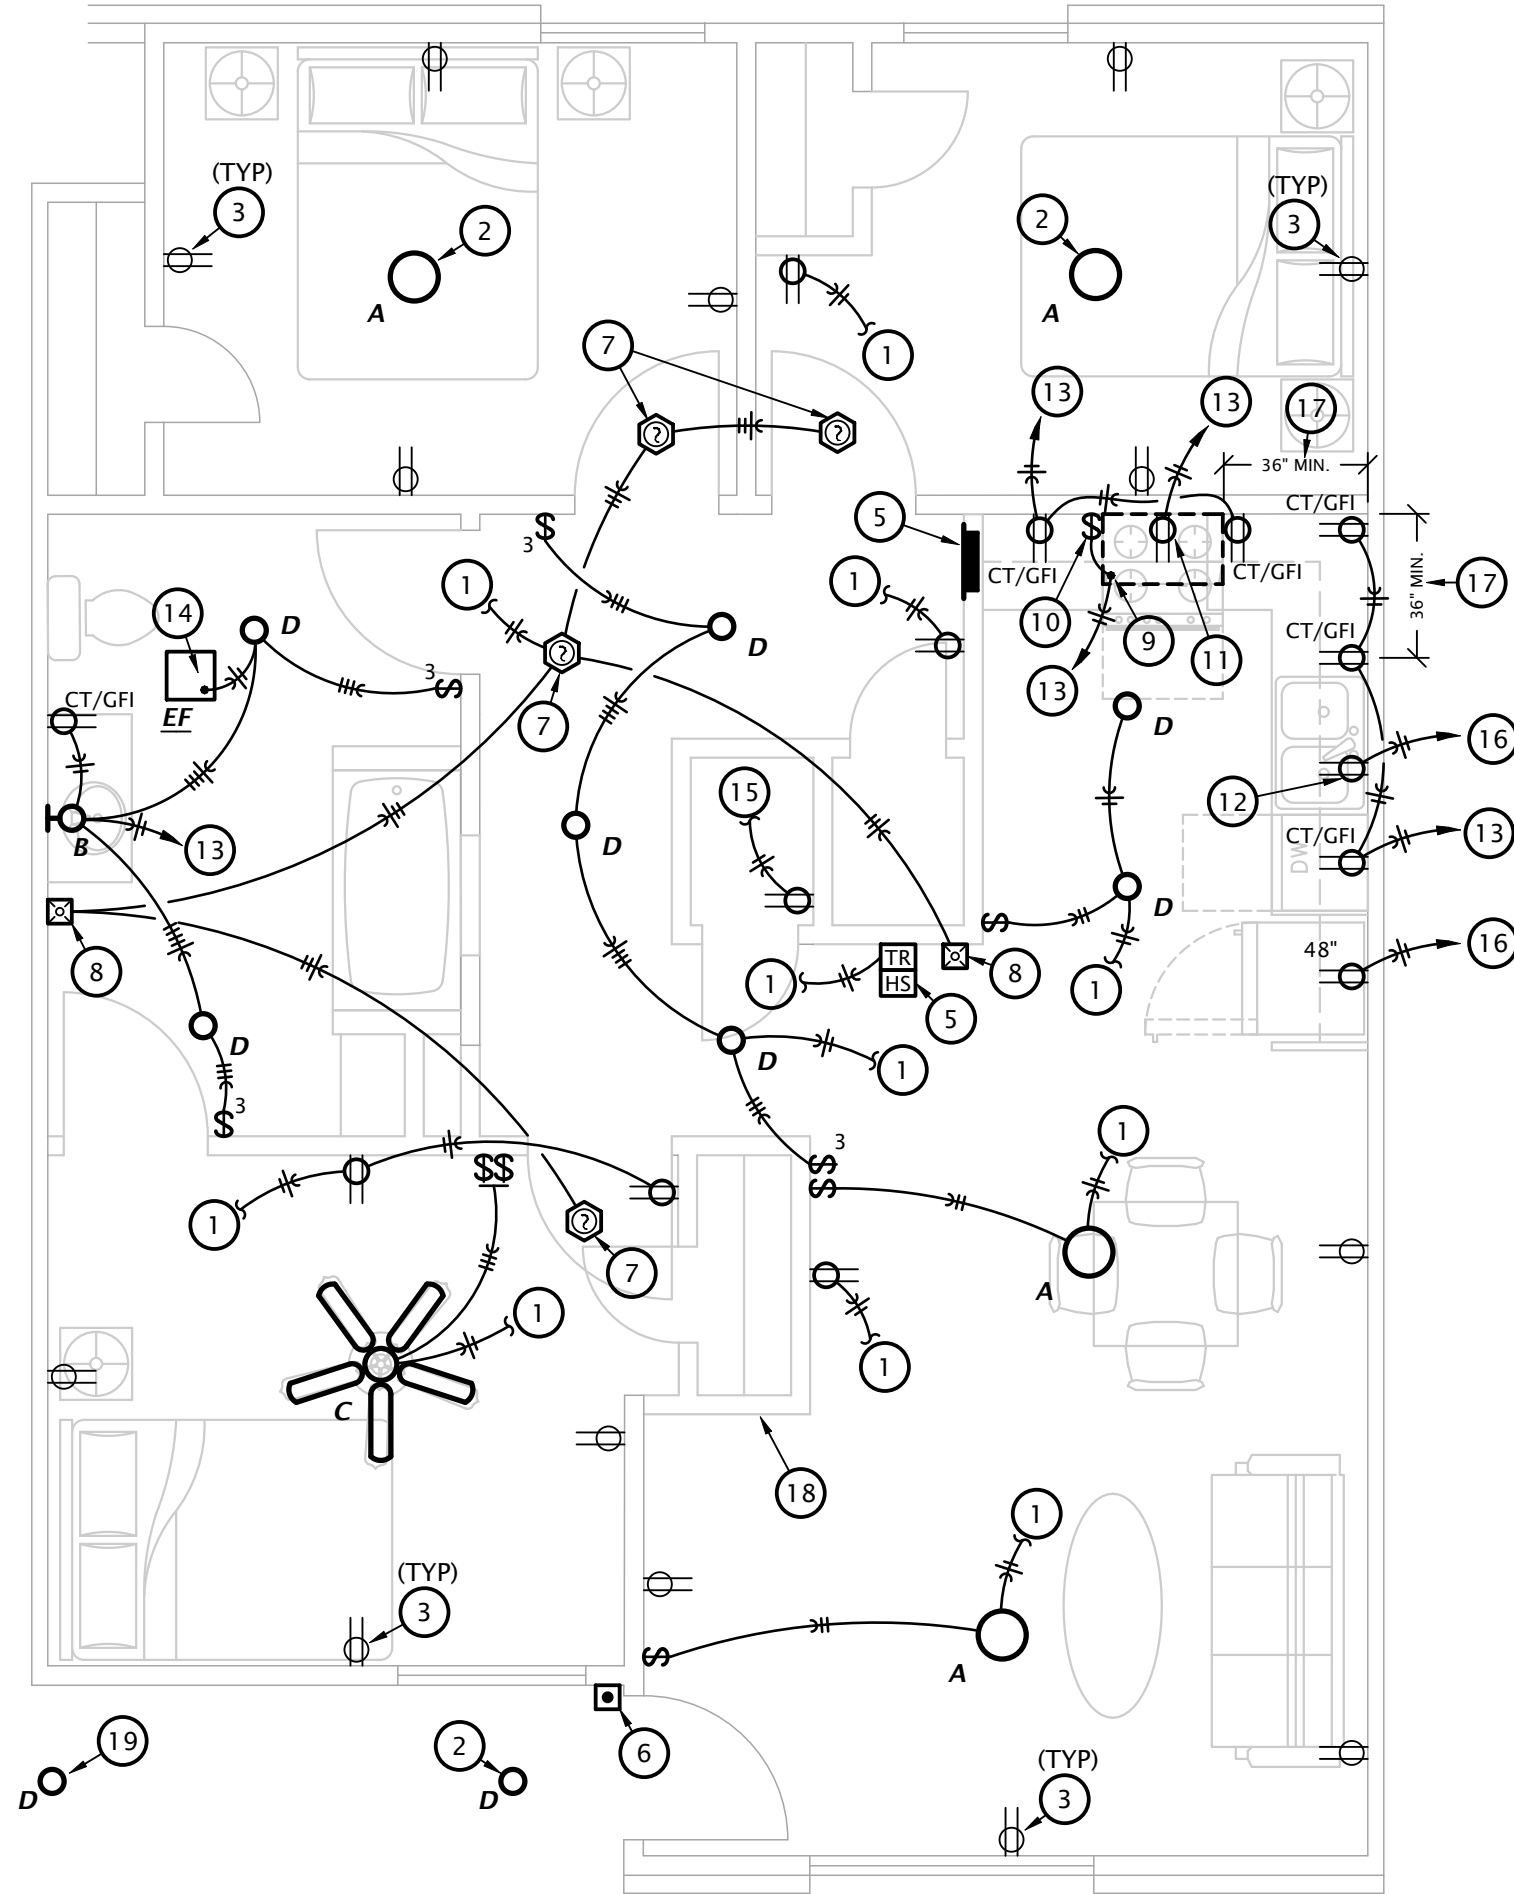 (TYP)
3
2
A
2
A
(TYP)
3
7
1
13
13
17
36" MIN.
CT/GFI
5
$
3
$
CT/GFI
CT/GFI
1
1
36" MIN.
17
14
D
10
9
11
CT/GFI
D
3
$
13
CT/GFI
EF
7
D
16
15
12
B
13
D
13
CT/GFI
DW
D
$
8
TR
HS
8
1
5
1
48"
16
D
D
1
$
3
3
$
$
1
$$
1
7
A
1
C
1
18
1
(TYP)
3
$
A
6
19
D
2
D
(TYP)
3